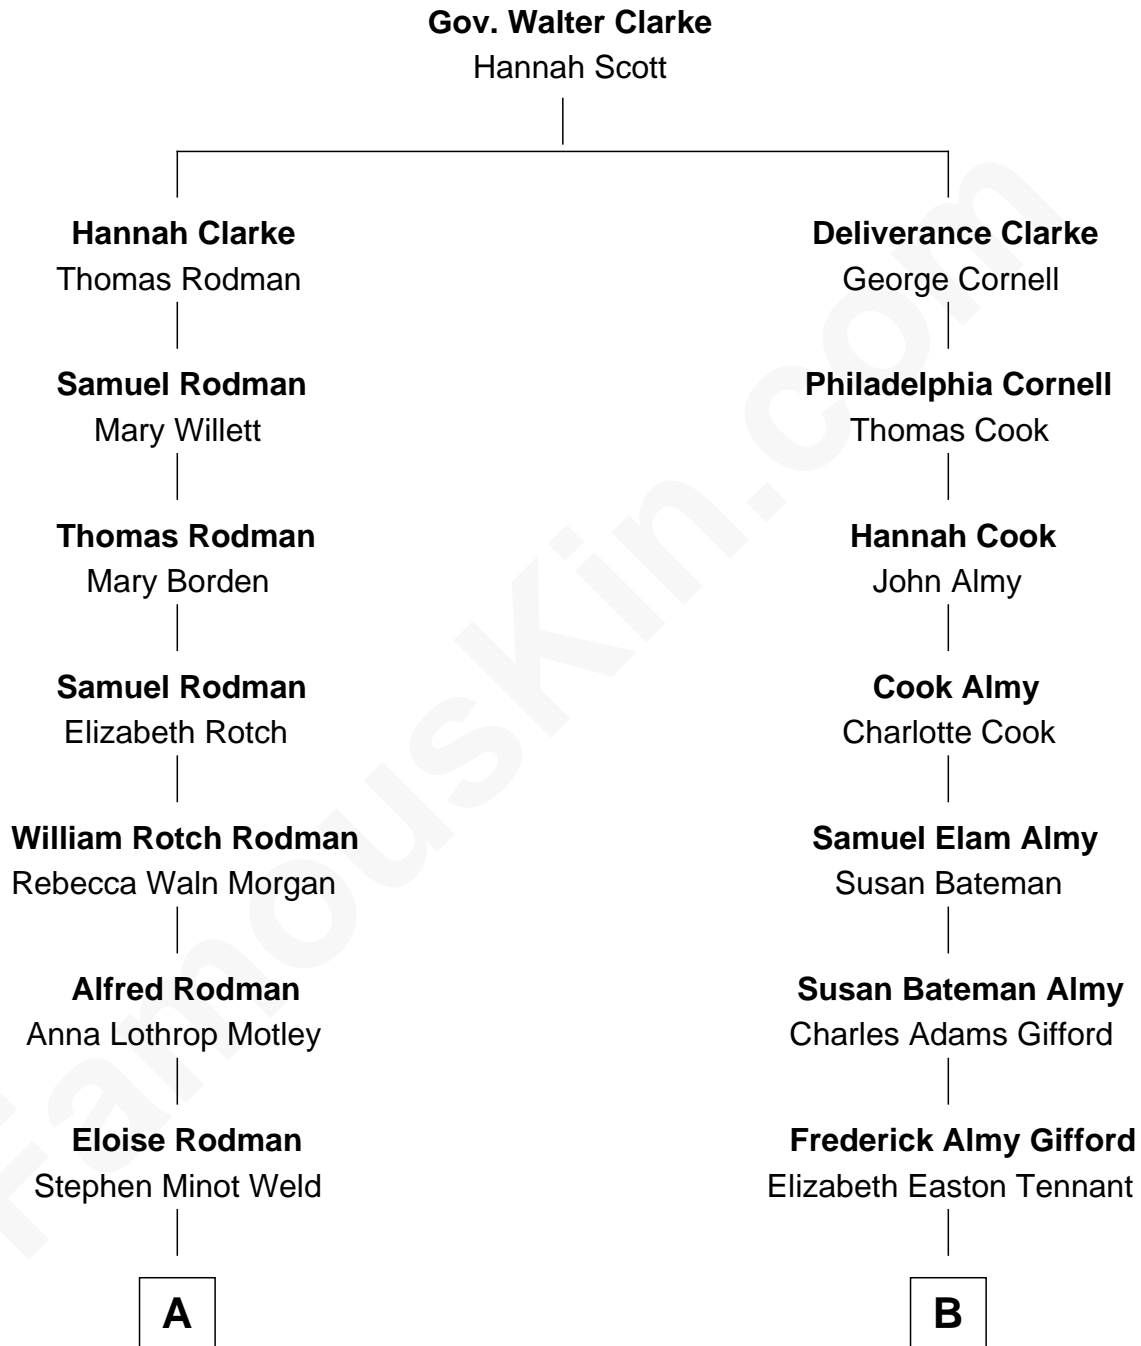 Gov. Walter Clarke
Hannah Scott
Hannah Clarke
Thomas Rodman
Samuel Rodman
Mary Willett
Thomas Rodman
Mary Borden
Samuel Rodman
Elizabeth Rotch
William Rotch Rodman
Rebecca Waln Morgan
Alfred Rodman
Anna Lothrop Motley
Eloise Rodman
Stephen Minot Weld
A
Deliverance Clarke
George Cornell
Philadelphia Cornell
Thomas Cook
Hannah Cook
John Almy
Cook Almy
Charlotte Cook
Samuel Elam Almy
Susan Bateman
Susan Bateman Almy
Charles Adams Gifford
Frederick Almy Gifford
Elizabeth Easton Tennant
B
FamousKin.com